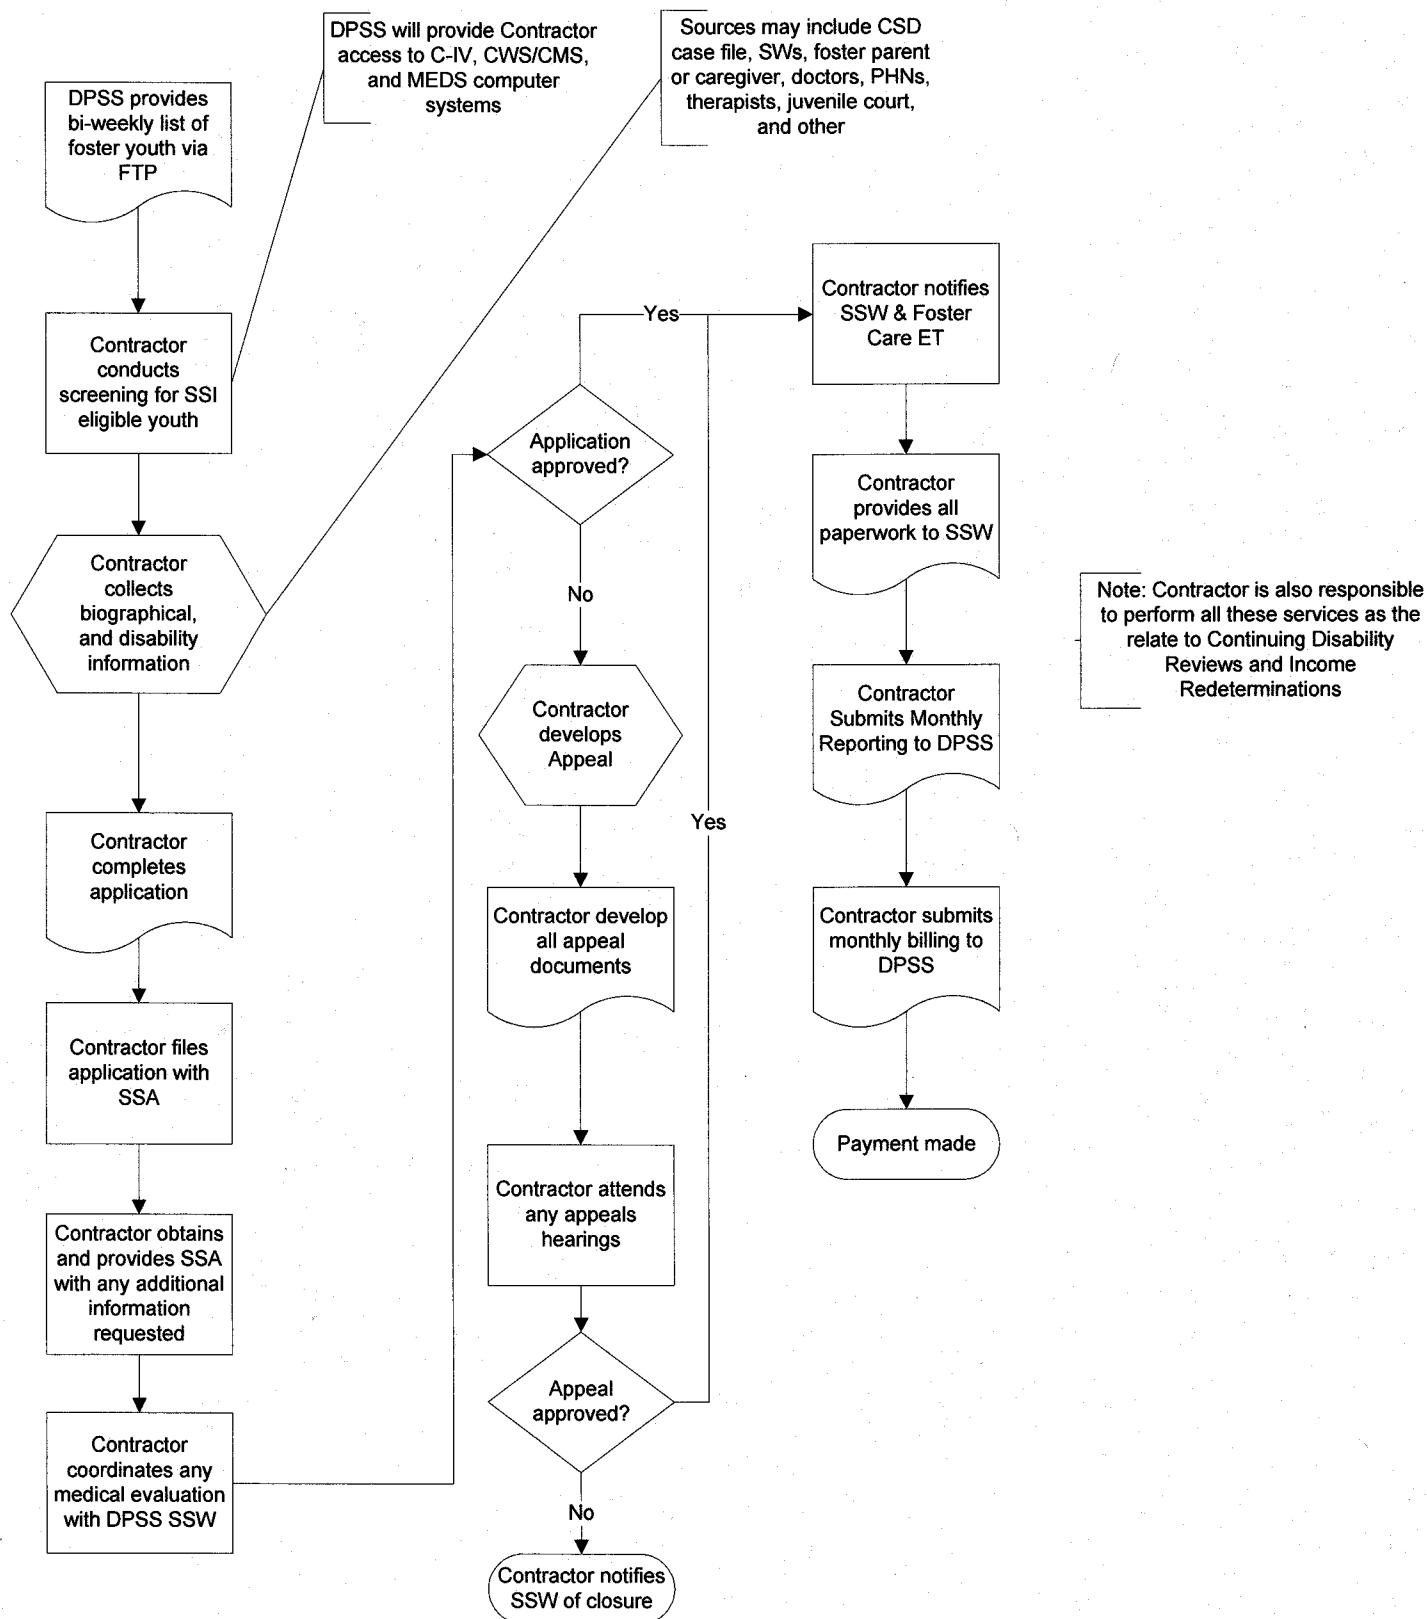 DPSS provides
bi-weekly list of
foster youth via
FTP
DPSS will provide Contractor
access to C-IV, CWS/CMS,
and MEDS computer
systems
Sources may include CSD
case file, SWs, foster parent
or caregiver, doctors, PHNs,
therapists, juvenile court,
and other
Contractor
conducts
screening for SSI
eligible youth
Contractor
collects
biographical,
and disability
information
Contractor
completes
application
Contractor files
application with
SSA
Contractor obtains
and provides SSA
with any additional
information
requested
Contractor
coordinates any
medical evaluation
with DPSS SSW
Application
approved?
Yes
No
Contractor
develops
Appeal
Contractor develop
all appeal
documents
Contractor attends
any appeals
hearings
Appeal
approved?
Yes
No
Contractor notifies
SSW of closure
Contractor notifies
SSW & Foster
Care ET
Contractor
provides all
paperwork to SSW
Contractor
Submits Monthly
Reporting to DPSS
Contractor submits
monthly billing to
DPSS
Payment made
Note: Contractor is also responsible
to perform all these services as the
relate to Continuing Disability
Reviews and Income
Redeterminations